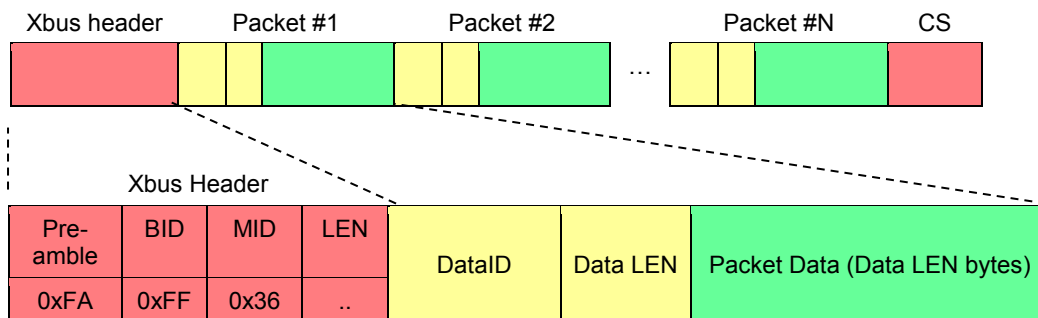 Xbus header Packet #1 Packet #2 Packet #N CS
...
Xbus Header
Pre-
amble BID MID LEN
DataID Data LEN Packet Data (Data LEN bytes)
0xFA 0xFF 0x36 ..